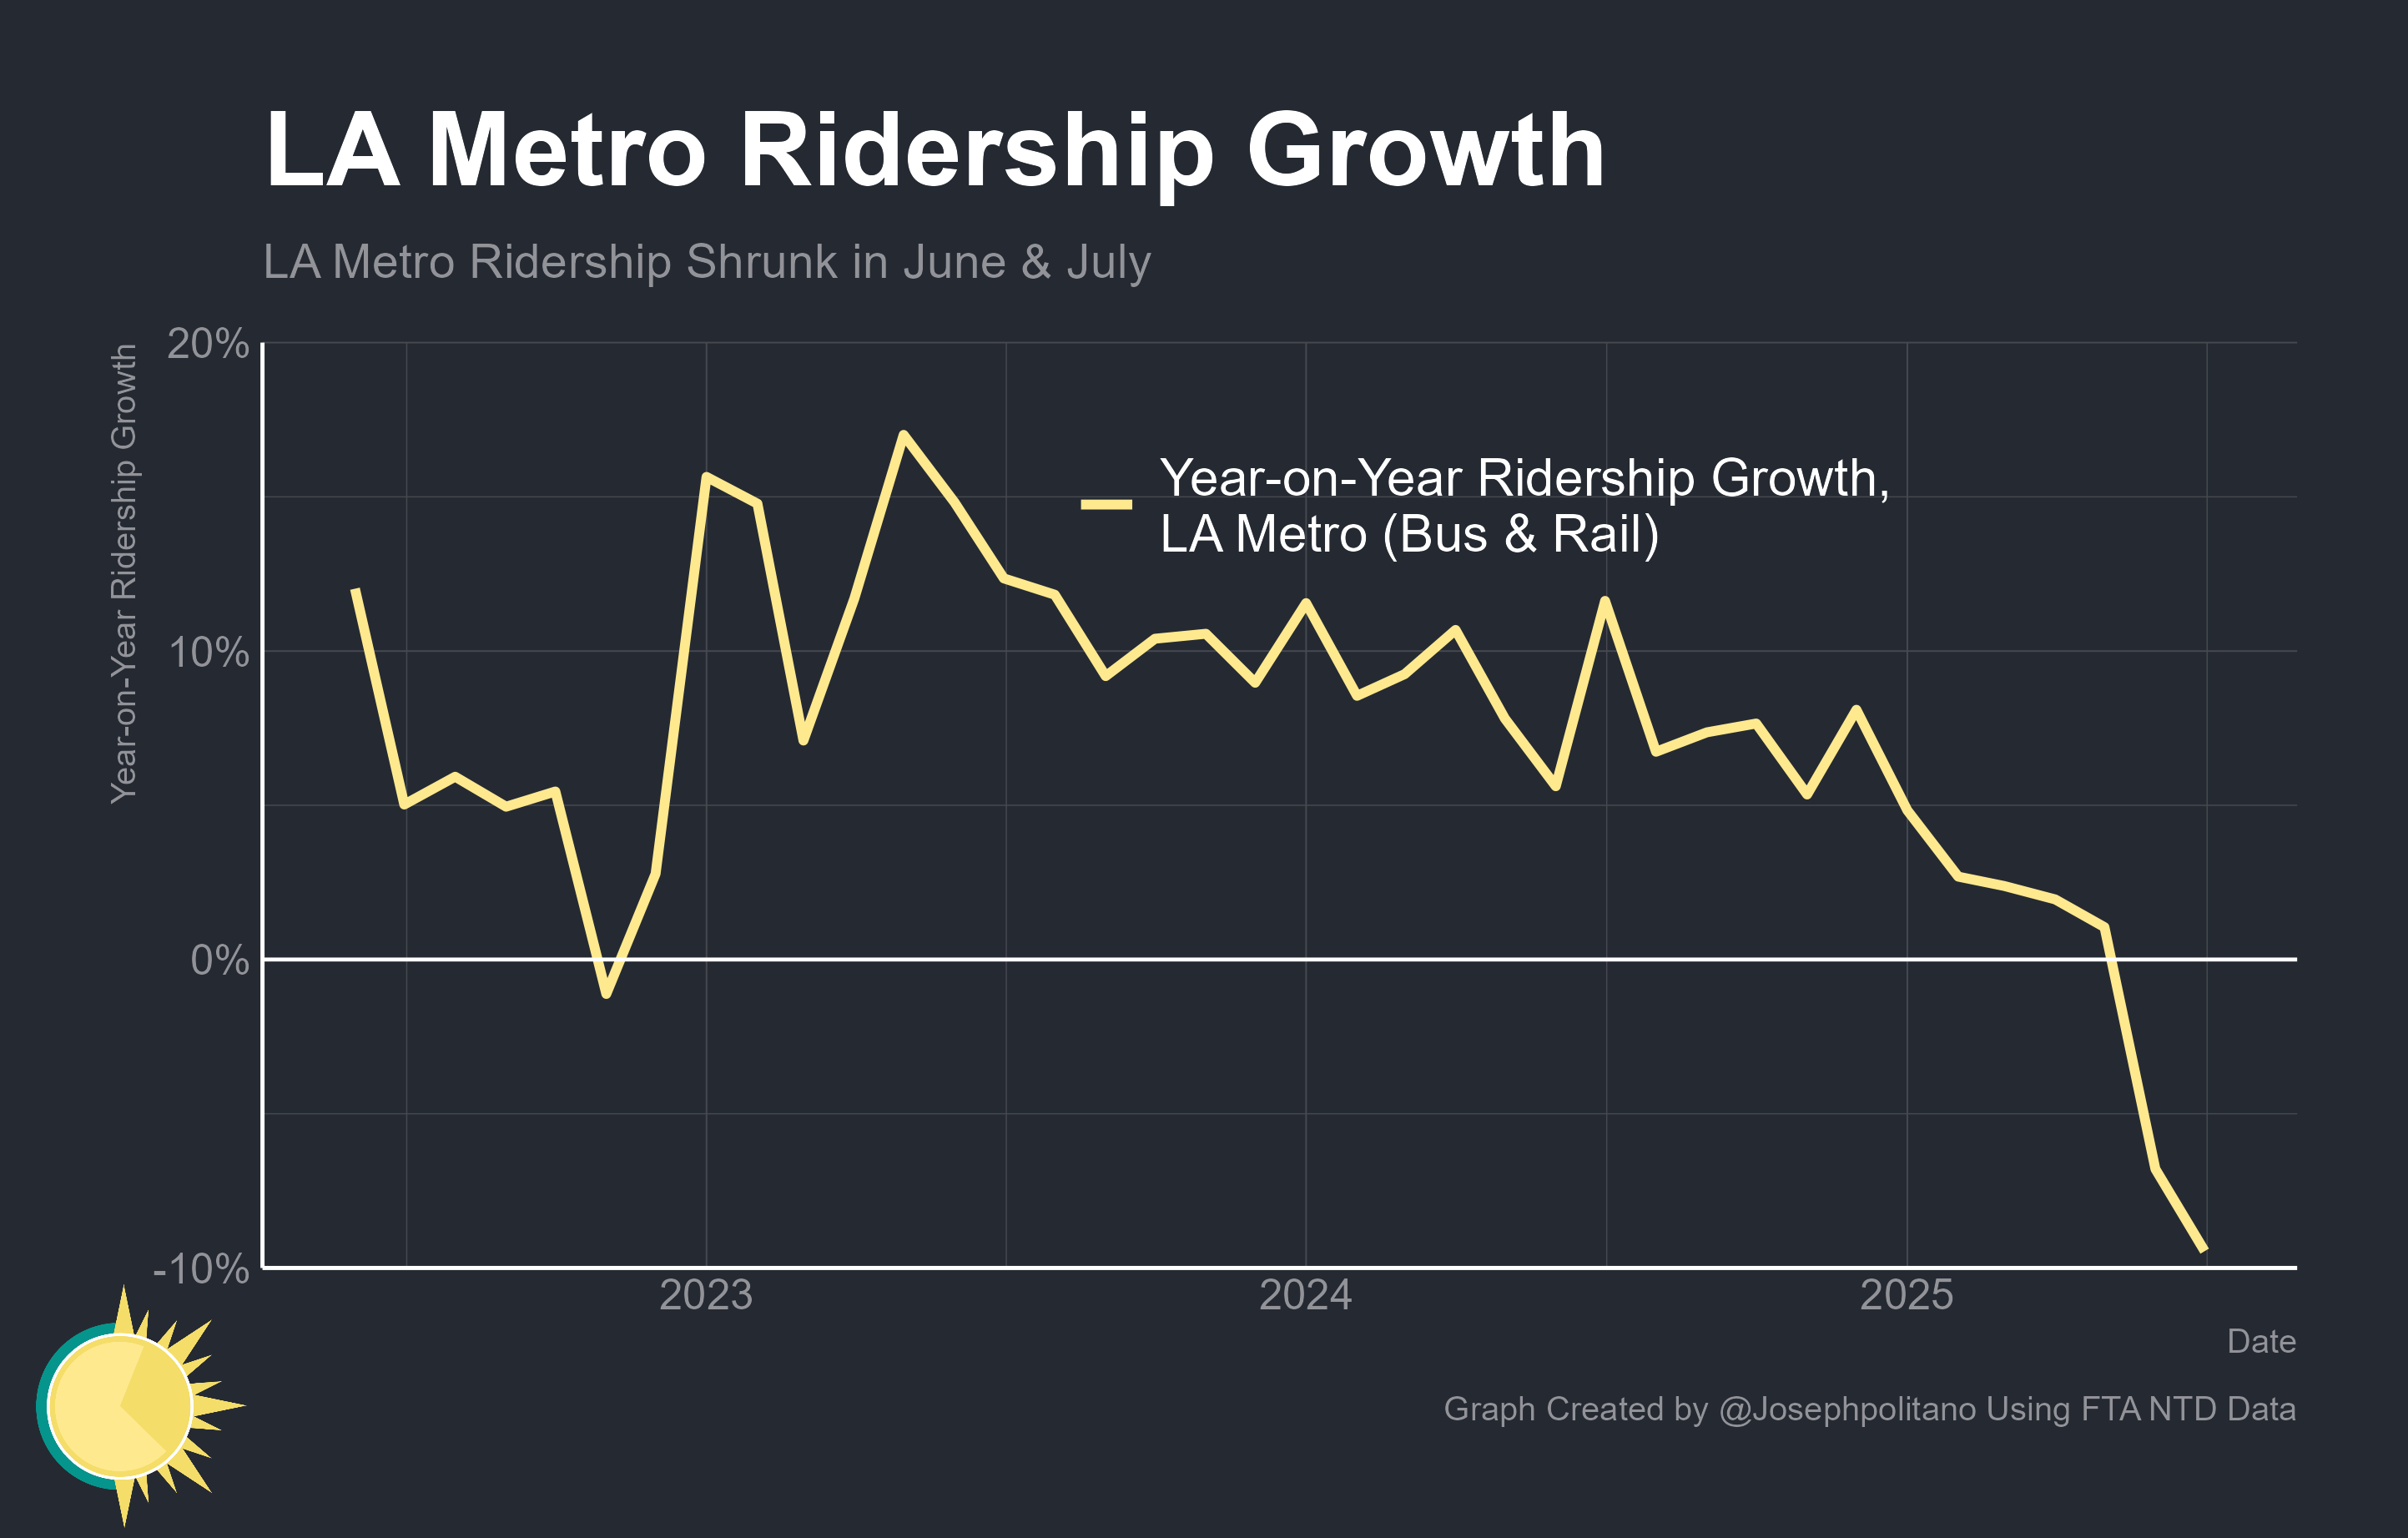 LA Metro Ridership Growth
LA Metro Ridership Shrunk in June & July
Year-on-Year Ridership Growth
20%
10%
0%
-10%
Year-on-Year Ridership Growth,
LA Metro (Bus & Rail)
2023
2024
2025
Date
Graph Created by @Josephpolitano Using FTA NTD Data